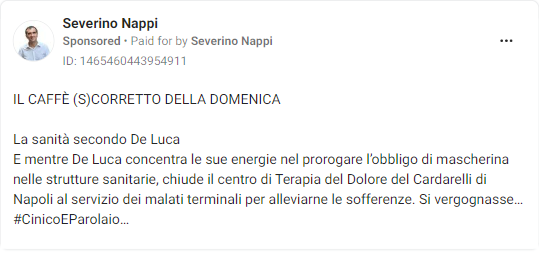 Severino Nappi
Sponsored • Paid for by Severino Nappi
ID: 1465460443954911
IL CAFFÈ (S)CORRETTO DELLA DOMENICA
La sanità secondo De Luca
E mentre De Luca concentra le sue energie nel prorogare l'obbligo di mascherina
nelle strutture sanitarie, chiude il centro di Terapia del Dolore del Cardarelli di
Napoli al servizio dei malati terminali per alleviarne le sofferenze. Si vergognasse…
#CinicoEParolaio…